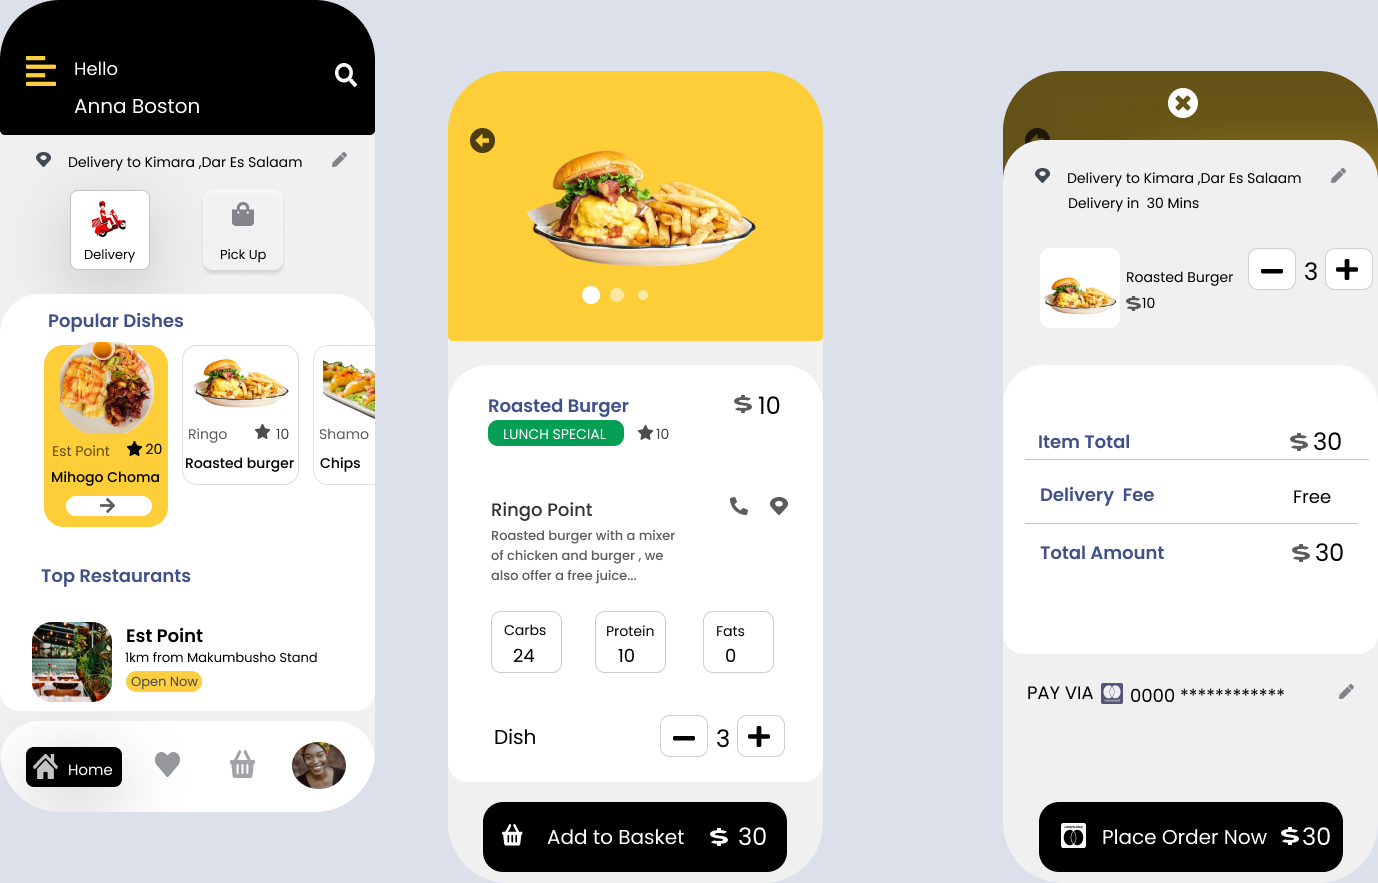 Hello
Anna Boston
Delivery to Kimara ,Dar Es Salaam
Delivery
Pick Up
Popular Dishes
Est Point 20
Mihogo Choma
Ringo 10
Roasted burger
Shamo
Chips
Top Restaurants
Est Point
1km from Makumbusho Stand
Open Now
Home
Roasted Burger $ 10
LUNCH SPECIAL 10
Ringo Point
Roasted burger with a mixer
of chicken and burger , we
also offer a free juice...
Carbs
24
Protein
10
Fats
0
Dish 3
Add to Basket $ 30
Delivery to Kimara ,Dar Es Salaam
Delivery in 30 Mins
Roasted Burger
$10
3
Item Total $ 30
Delivery Fee Free
Total Amount $ 30
PAY VIA 0000 ************
Place Order Now $30